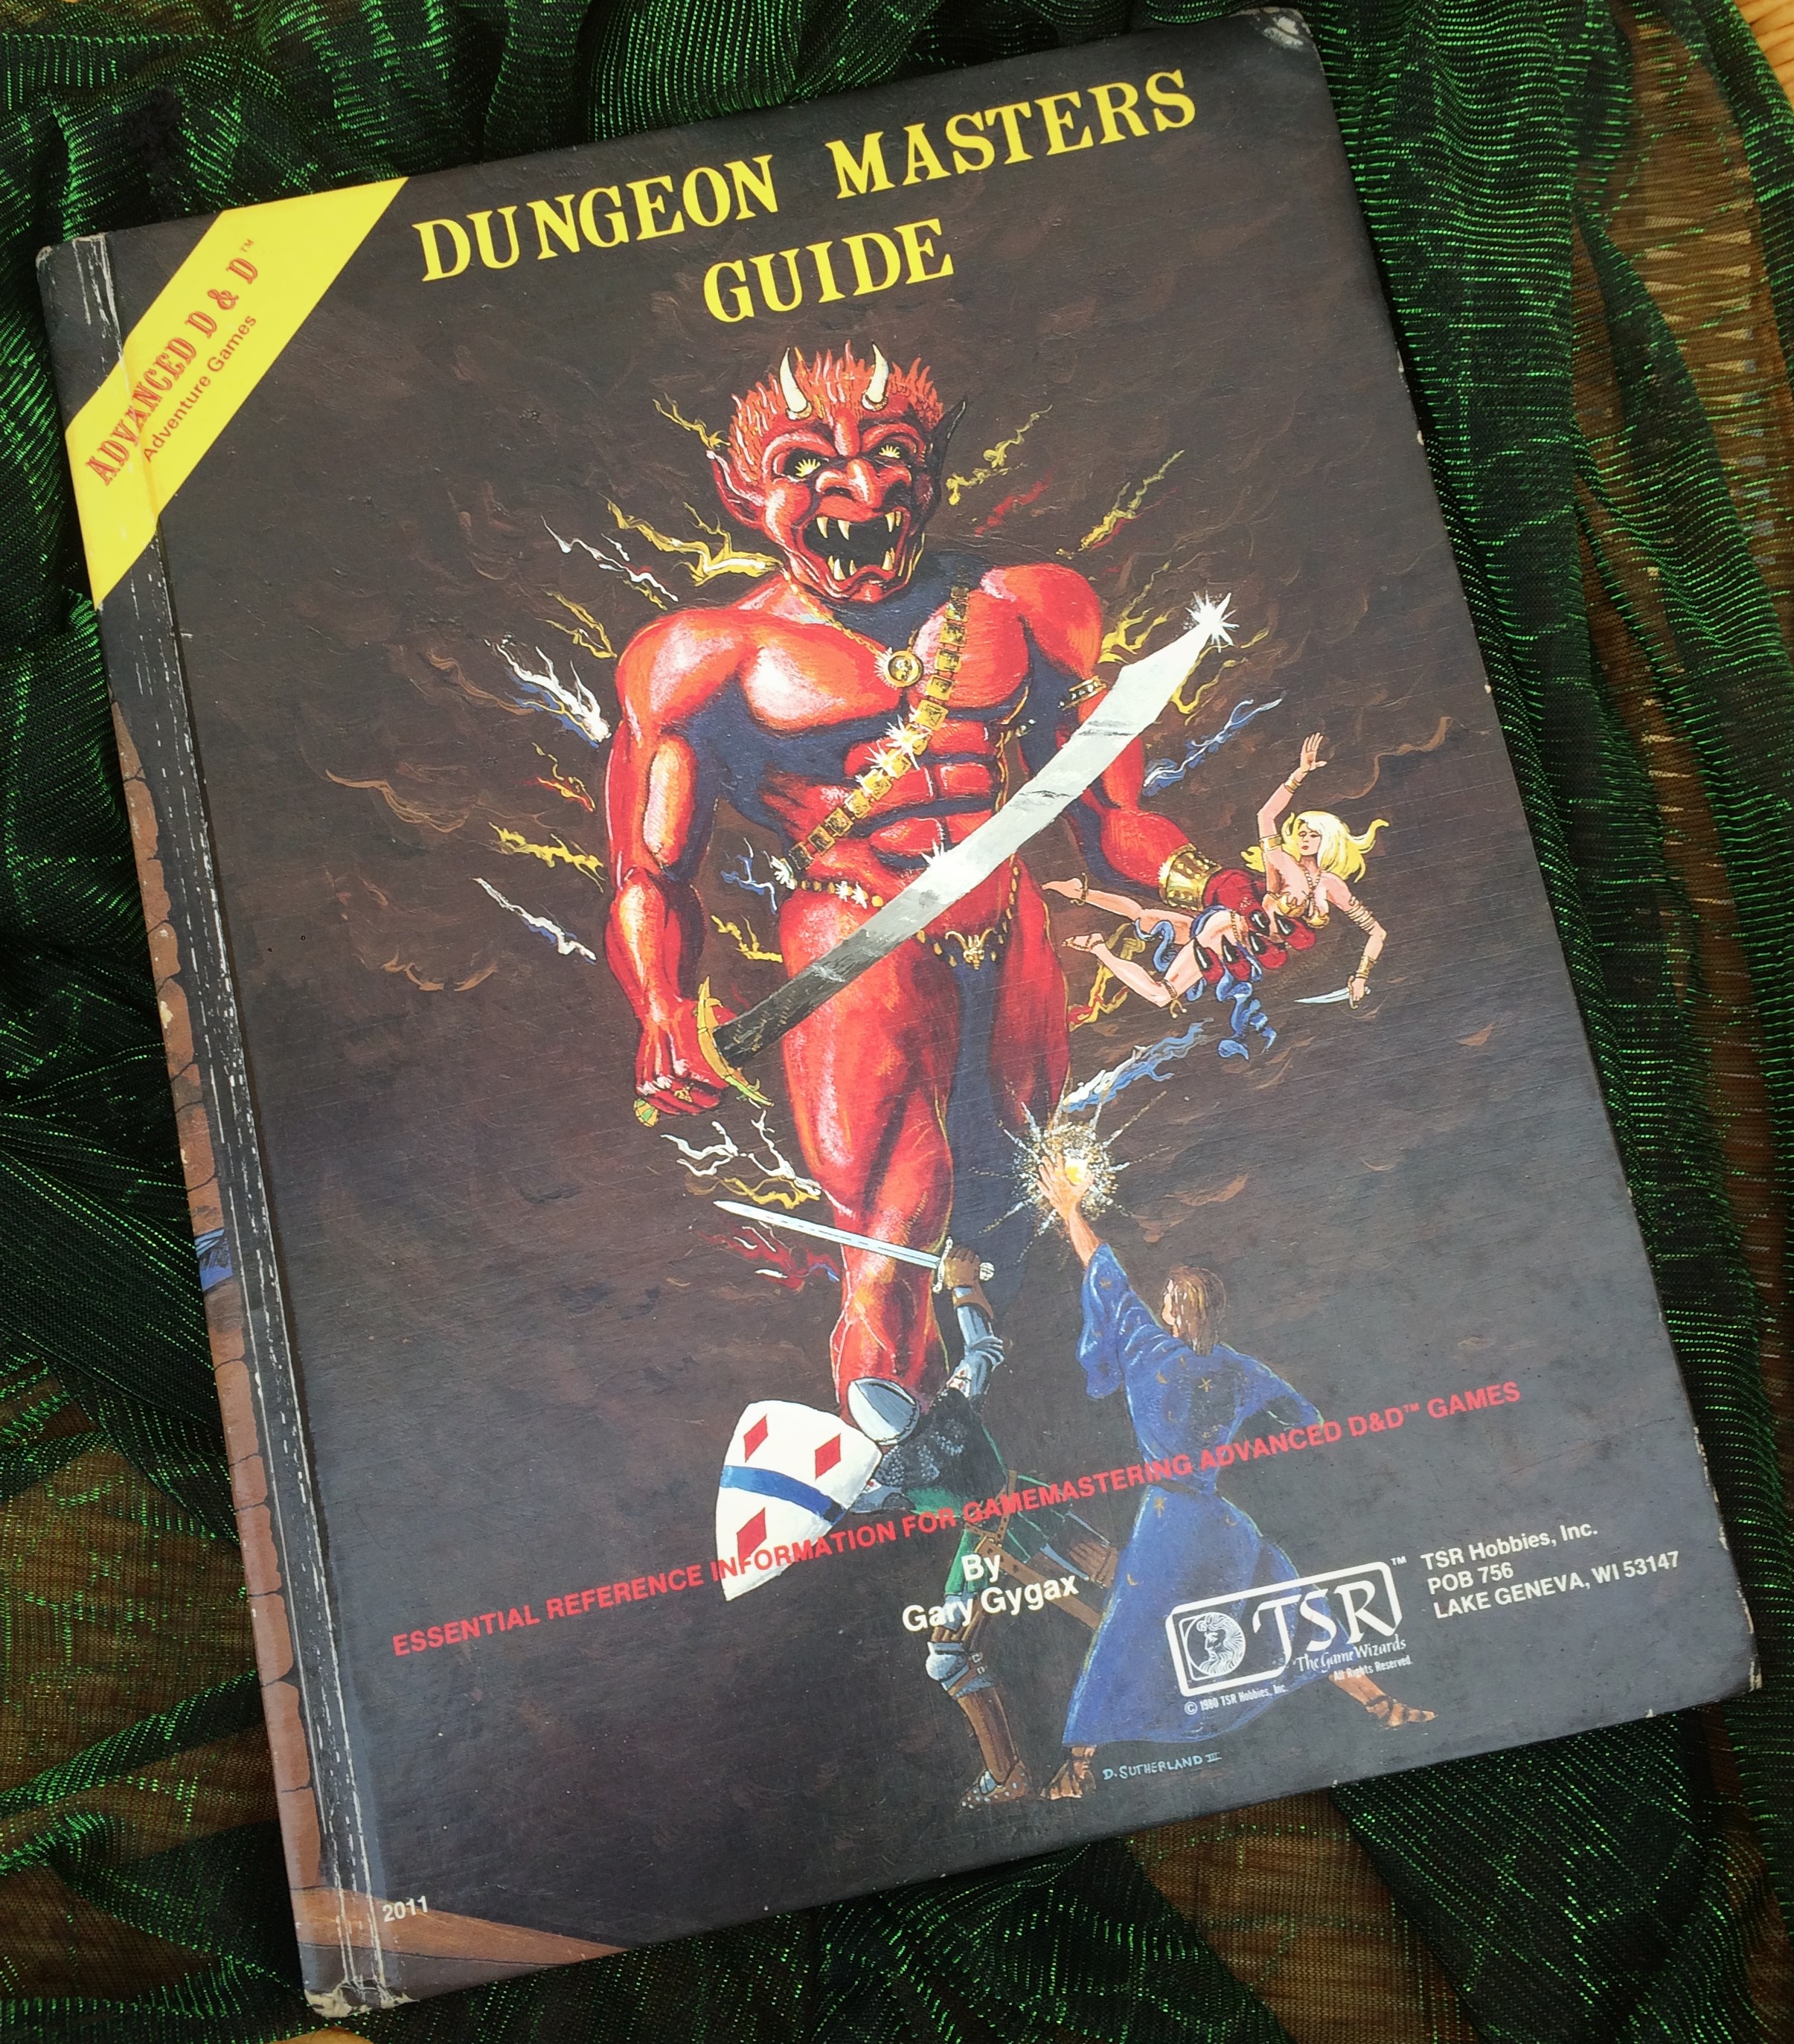 DUNGEON MASTERS
GUIDE
ADVANCED D & D™
Adventure Games
ESSENTIAL REFERENCE INFORMATION FOR GAMEMASTERING ADVANCED D&D™ GAMES
By
Gary Gygax
TSR™
The Game Wizards
All Rights Reserved.
© 1980 TSR Hobbies, Inc.
TSR Hobbies, Inc.
POB 756
LAKE GENEVA, WI 53147
D. SUTHERLAND III
2011